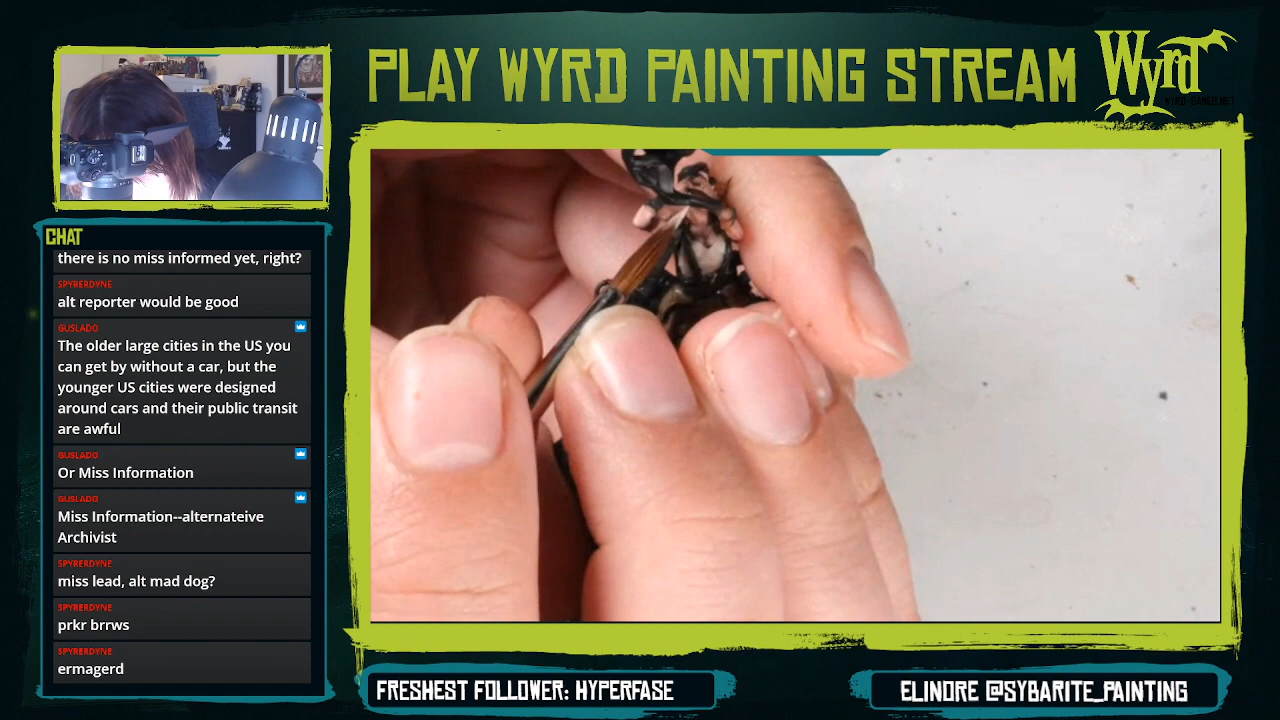 PLAY WYRD PAINTING STREAM
Wyrd
WYRD-GAMES.NET
CHAT
there is no miss informed yet, right?
SPYRERDYNE
alt reporter would be good
GUSLADO
The older large cities in the US you
can get by without a car, but the
younger US cities were designed
around cars and their public transit
are awful
GUSLADO
Or Miss Information
GUSLADO
Miss Information--alternateive
Archivist
SPYRERDYNE
miss lead, alt mad dog?
SPYRERDYNE
prkr brrws
SPYRERDYNE
ermagerd
FRESHEST FOLLOWER: HYPERFASE
ELINORE @SYBARITE_PAINTING